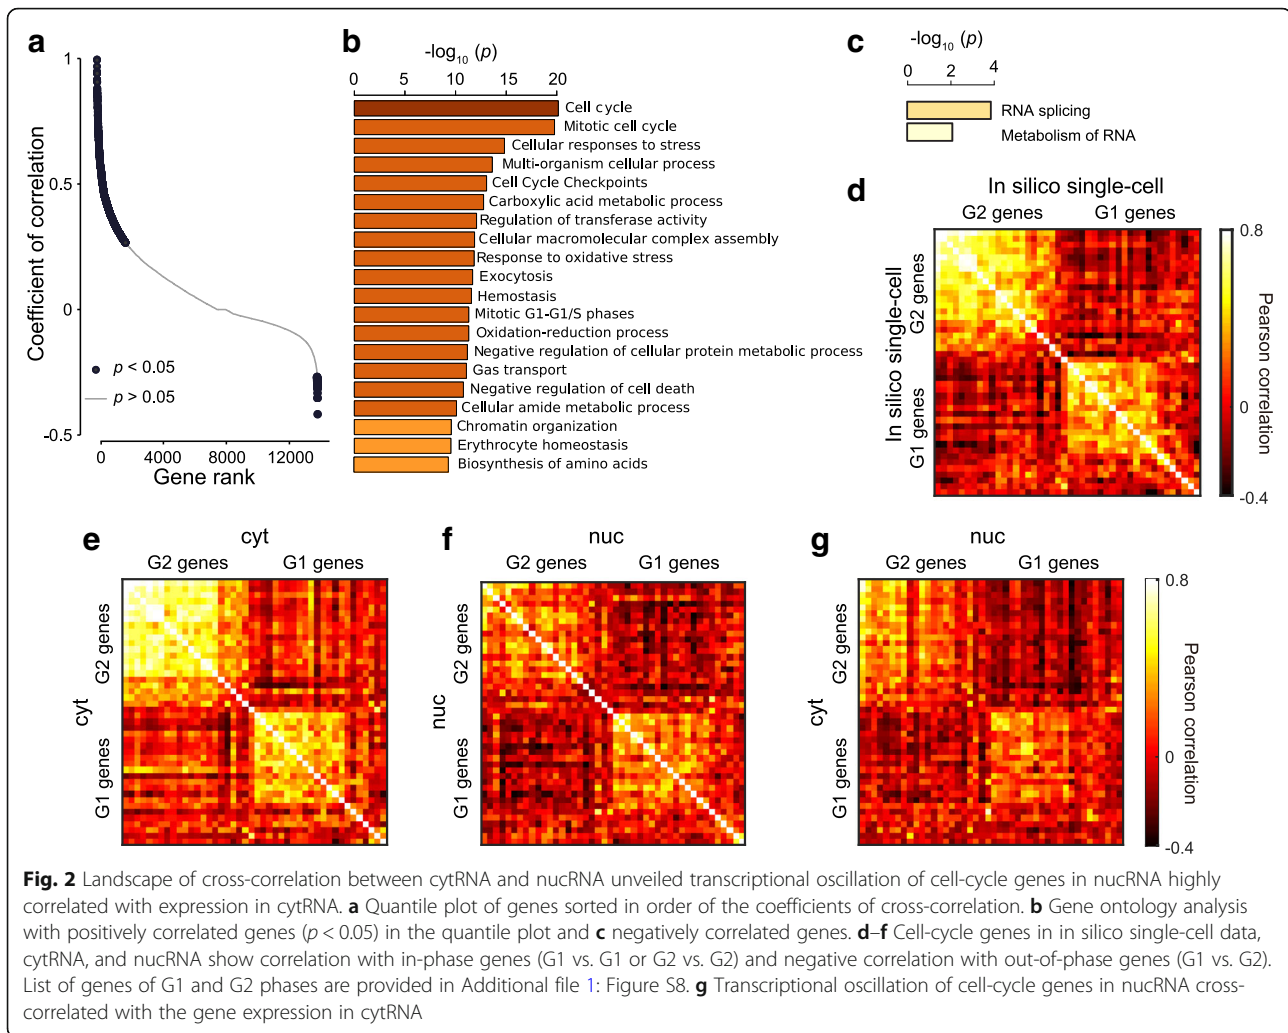 a
1
0.5
0
-0.5
Coefficient of correlation
p < 0.05
p > 0.05
0 4000 8000 12000
Gene rank
b
-log10 (p)
0 5 10 15 20
Cell cycle
Mitotic cell cycle
Cellular responses to stress
Multi-organism cellular process
Cell Cycle Checkpoints
Carboxylic acid metabolic process
Regulation of transferase activity
Cellular macromolecular complex assembly
Response to oxidative stress
Exocytosis
Hemostasis
Mitotic G1-G1/S phases
Oxidation-reduction process
Negative regulation of cellular protein metabolic process
Gas transport
Negative regulation of cell death
Cellular amide metabolic process
Chromatin organization
Erythrocyte homeostasis
Biosynthesis of amino acids
c
-log10 (p)
0 2 4
RNA splicing
Metabolism of RNA
d
In silico single-cell
G2 genes G1 genes
In silico single-cell
G2 genes
G1 genes
0.8
0
-0.4
Pearson correlation
e
cyt
G2 genes G1 genes
cyt
G2 genes
G1 genes
f
nuc
G2 genes G1 genes
nuc
G2 genes
G1 genes
g
nuc
G2 genes G1 genes
cyt
G2 genes
G1 genes
0.8
0
-0.4
Pearson correlation
Fig. 2 Landscape of cross-correlation between cytRNA and nucRNA unveiled transcriptional oscillation of cell-cycle genes in nucRNA highly
correlated with expression in cytRNA. a Quantile plot of genes sorted in order of the coefficients of cross-correlation. b Gene ontology analysis
with positively correlated genes (p < 0.05) in the quantile plot and c negatively correlated genes. d–f Cell-cycle genes in in silico single-cell data,
cytRNA, and nucRNA show correlation with in-phase genes (G1 vs. G1 or G2 vs. G2) and negative correlation with out-of-phase genes (G1 vs. G2).
List of genes of G1 and G2 phases are provided in Additional file 1: Figure S8. g Transcriptional oscillation of cell-cycle genes in nucRNA cross-
correlated with the gene expression in cytRNA